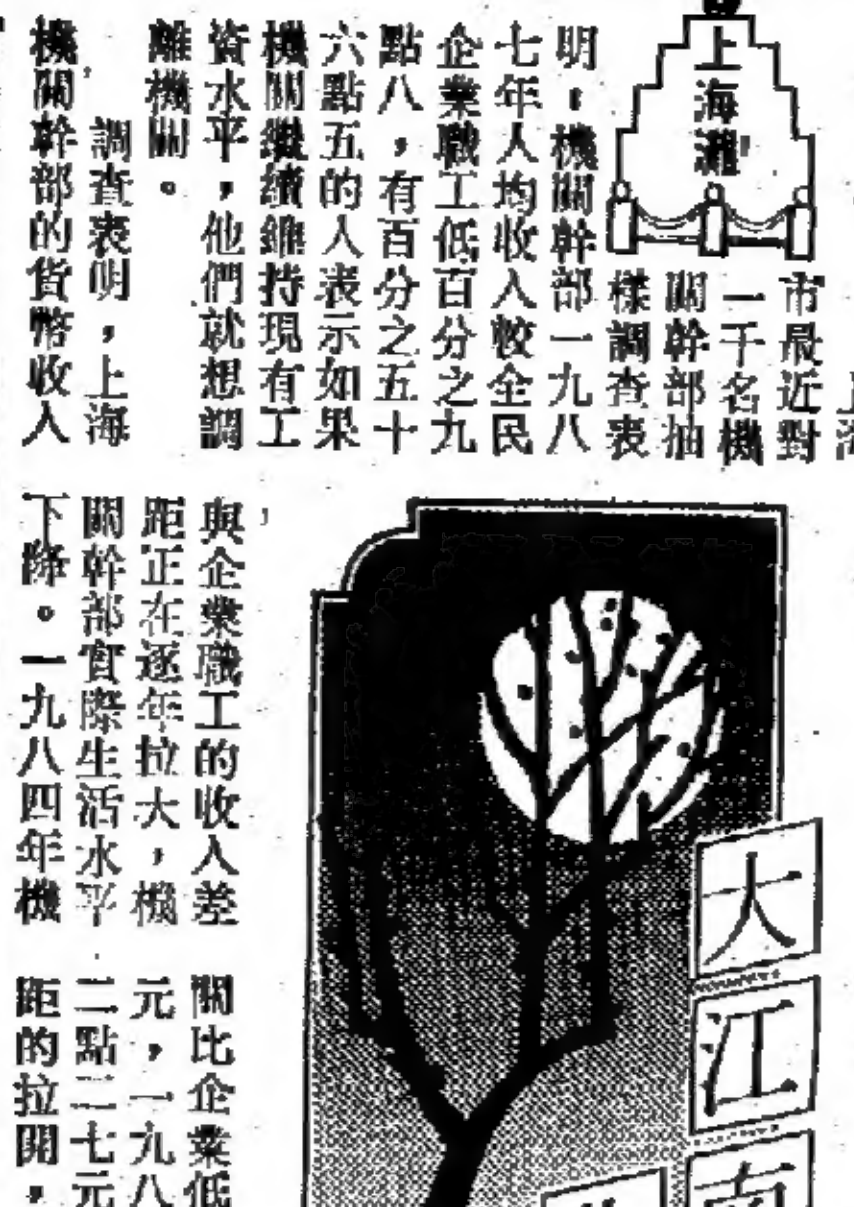 上海灘
市最近對
一千名機
關幹部抽
樣調查表
明，機關幹部一九八
七年人均收入較全民
企業職工低百分之九
點八，有百分之五十
六點五的人表示如果
機關繼續維持現有工
資水平，他們就想調
離機關。
調查表明，上海
機關幹部的貨幣收入
與企業職工的收入差
距正在逐年拉大，機
關幹部實際生活水平
下降。一九八四年機
關比企業低
元，一九八
二點二七元
距的拉開，
大江南